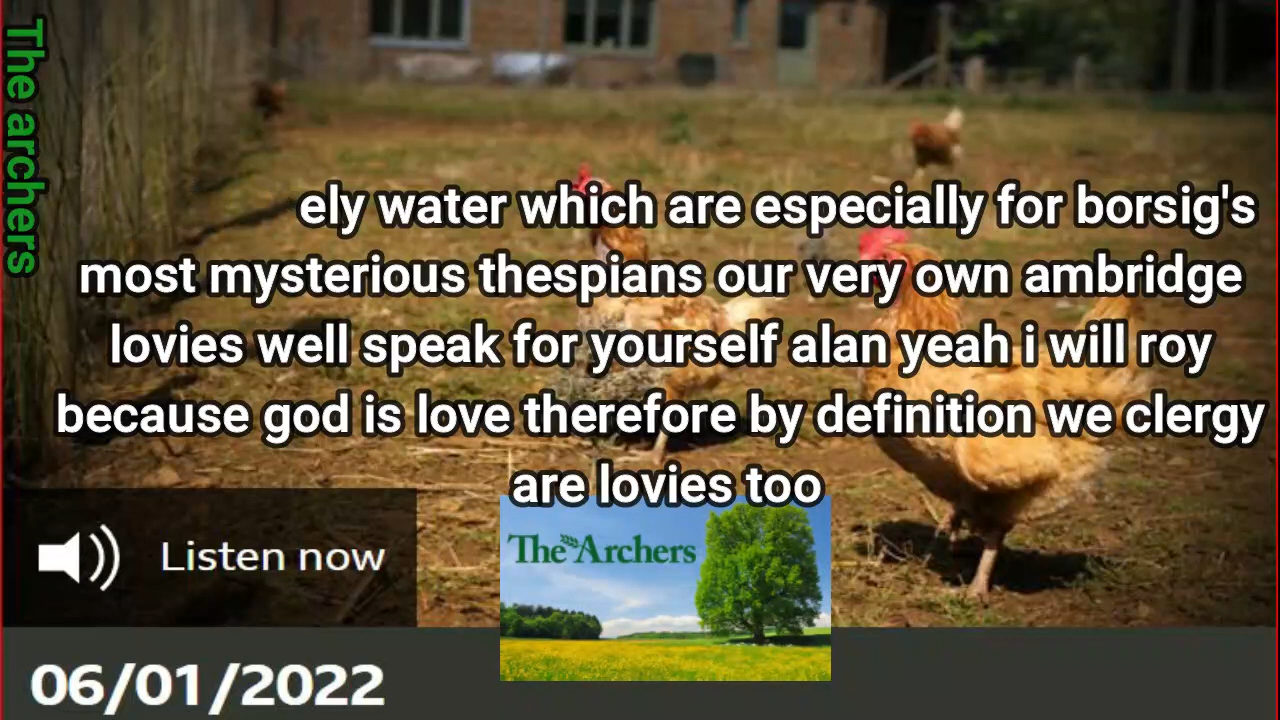 The archers
ely water which are especially for borsig's
most mysterious thespians our very own ambridge
lovies well speak for yourself alan yeah i will roy
because god is love therefore by definition we clergy
are lovies too
The Archers
Listen now
06/01/2022